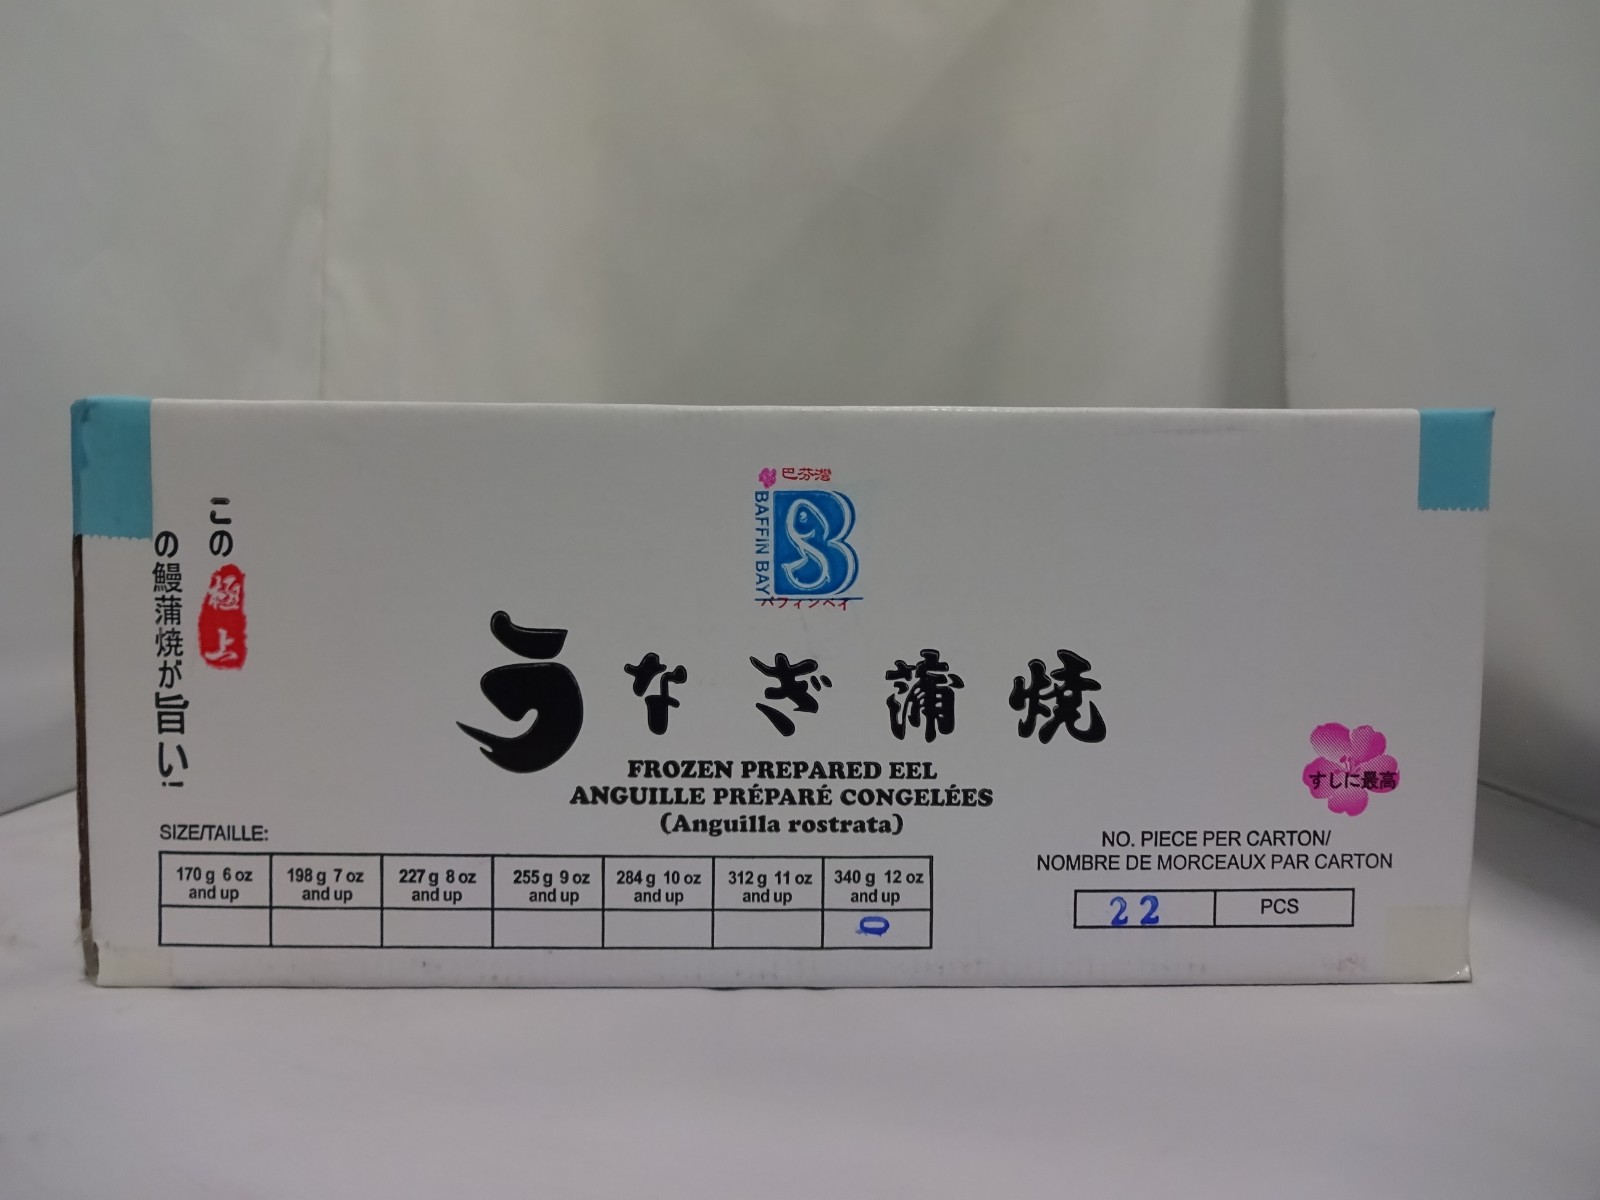 この極上
の鰻蒲焼が旨い!
巴芬灣
BAFFIN BAY
バフィンベイ
うなぎ蒲焼
FROZEN PREPARED EEL
ANGUILLE PRÉPARÉ CONGELÉES
(Anguilla rostrata)
すしに最高
SIZE/TAILLE:
170 g 6 oz and up
198 g 7 oz and up
227 g 8 oz and up
255 g 9 oz and up
284 g 10 oz and up
312 g 11 oz and up
340 g 12 oz and up
0
NO. PIECE PER CARTON/
NOMBRE DE MORCEAUX PAR CARTON
22 PCS